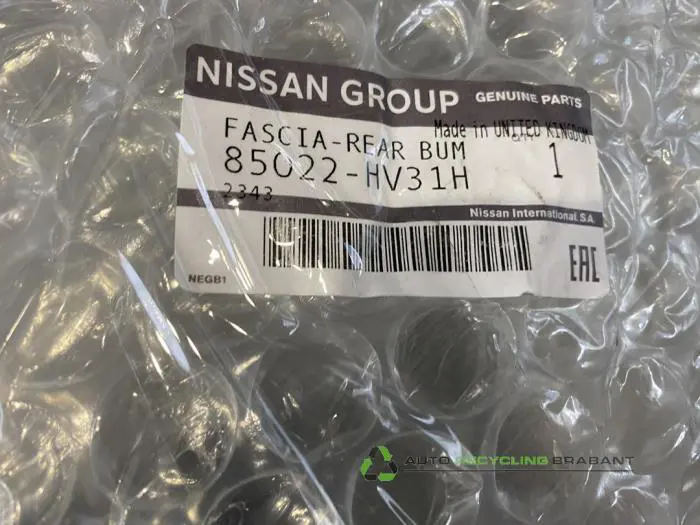 NISSAN GROUP GENUINE PARTS
Made in UNITED KINGDOM
FASCIA-REAR BUM
85022-HV31H 1
2343
Nissan International. S.A.
NEGB1
EAC
AUTO RECYCLING BRABANT